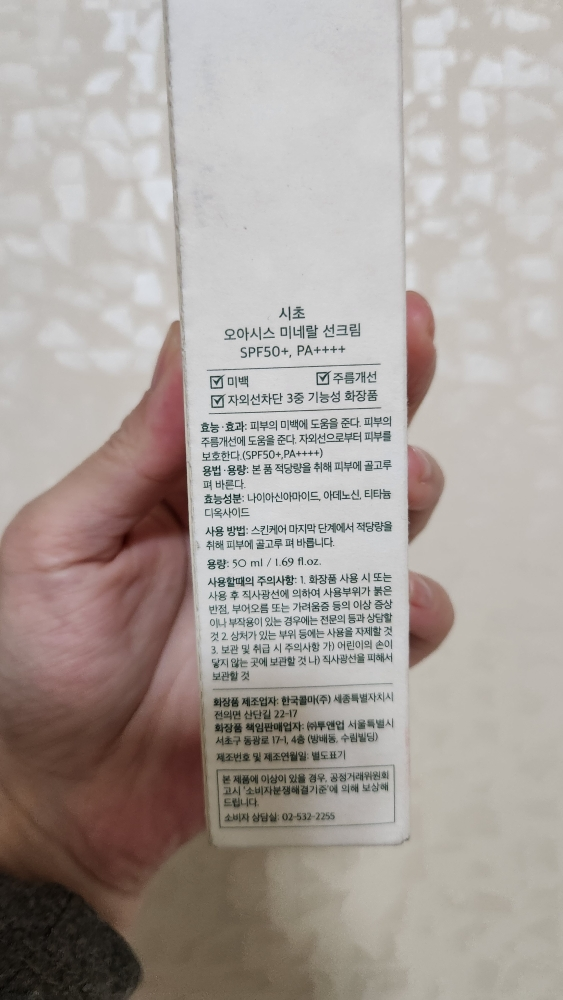 시초
오아시스 미네랄 선크림
SPF50+, PA++++
☑ 미백 ☑ 주름개선
☑ 자외선차단 3중 기능성 화장품
효능·효과: 피부의 미백에 도움을 준다. 피부의
주름개선에 도움을 준다. 자외선으로부터 피부를
보호한다.(SPF50+,PA++++)
용법·용량: 본 품 적당량을 취해 피부에 골고루
펴 바른다.
효능성분: 나이아신아마이드, 아데노신, 티타늄
디옥사이드
사용 방법: 스킨케어 마지막 단계에서 적당량을
취해 피부에 골고루 펴 바릅니다.
용량: 50 ml / 1.69 fl.oz.
사용할때의 주의사항: 1. 화장품 사용 시 또는
사용 후 직사광선에 의하여 사용부위가 붉은
반점, 부어오름 또는 가려움증 등의 이상 증상
이나 부작용이 있는 경우에는 전문의 등과 상담할
것 2. 상처가 있는 부위 등에는 사용을 자제할 것
3. 보관 및 취급 시 주의사항 가) 어린이의 손이
닿지 않는 곳에 보관할 것 나) 직사광선을 피해서
보관할 것
화장품 제조업자: 한국콜마(주) 세종특별자치시
전의면 산단길 22-17
화장품 책임판매업자: ㈜투앤업 서울특별시
서초구 동광로 17-1, 4층 (방배동, 수림빌딩)
제조번호 및 제조연월일: 별도표기
본 제품에 이상이 있을 경우, 공정거래위원회
고시 '소비자분쟁해결기준'에 의해 보상해
드립니다.
소비자 상담실: 02-532-2255